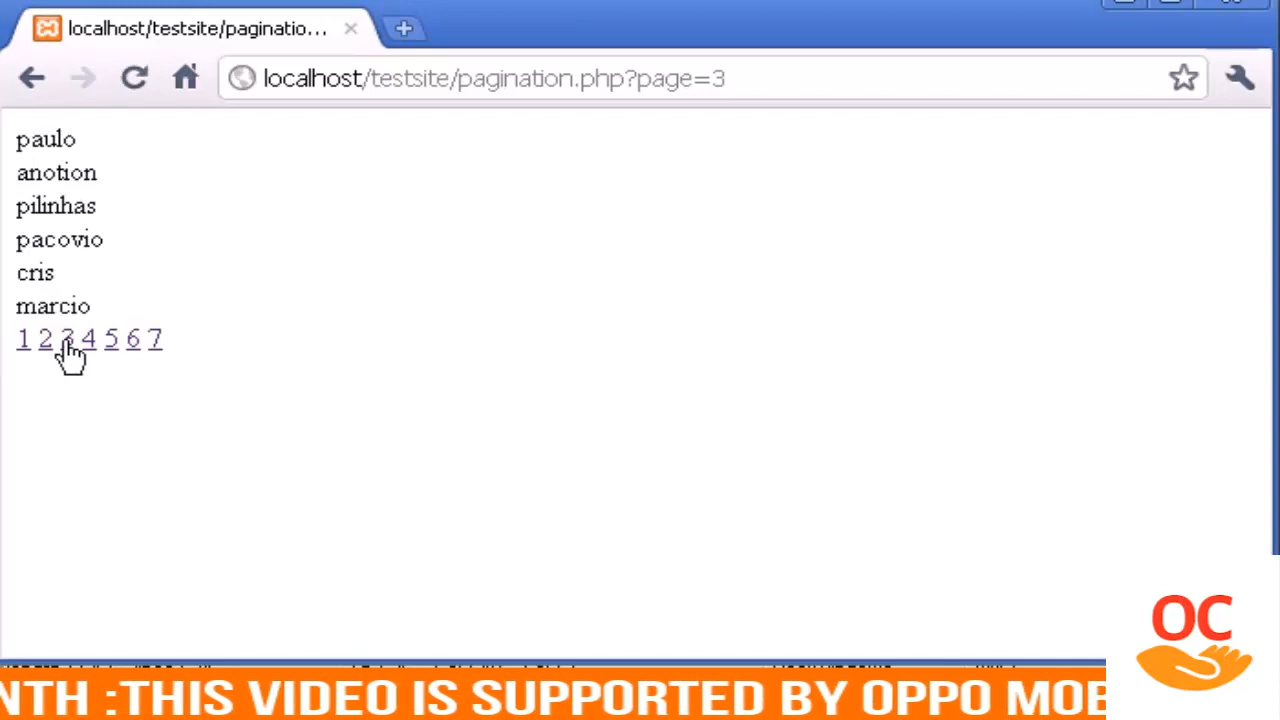 localhost/testsite/paginatio...
localhost/testsite/pagination.php?page=3
paulo
anotion
pilinhas
pacovio
cris
marcio
1 2 3 4 5 6 7
OC
NTH :THIS VIDEO IS SUPPORTED BY OPPO MOB